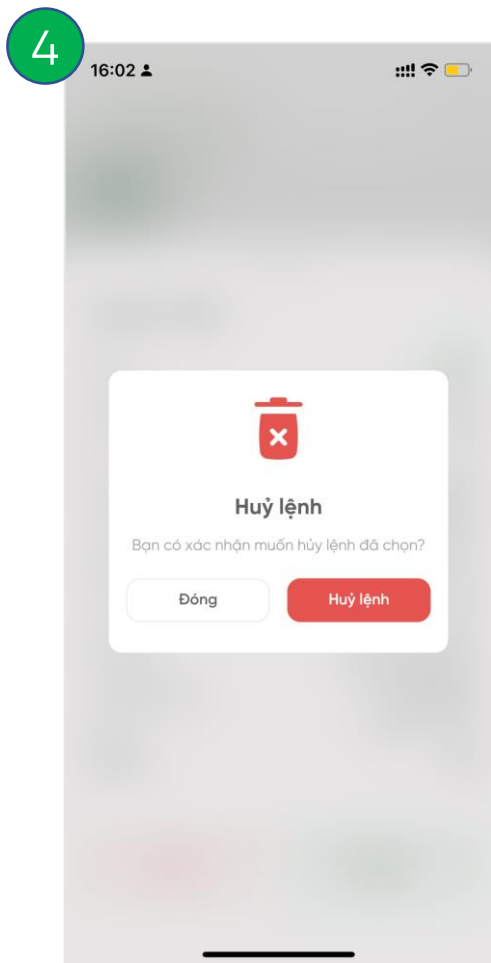 4
16:02
Huỷ lệnh
Bạn có xác nhận muốn hủy lệnh đã chọn?
Đóng
Huỷ lệnh